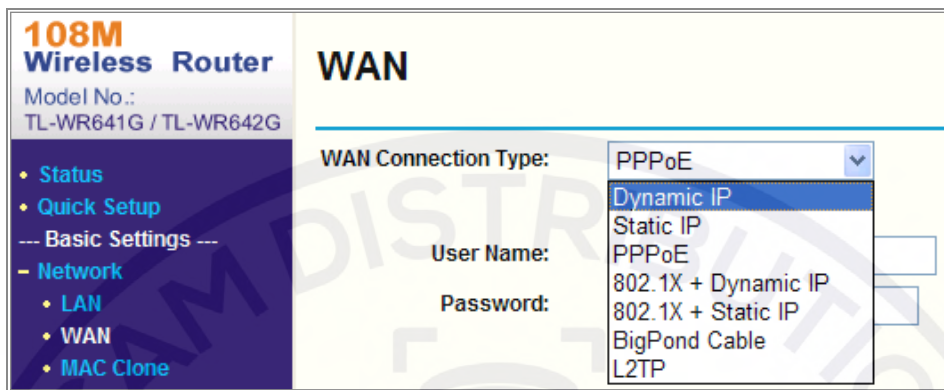 108M
Wireless Router
Model No.:
TL-WR641G / TL-WR642G
• Status
• Quick Setup
--- Basic Settings ---
− Network
• LAN
• WAN
• MAC Clone
WAN
WAN Connection Type: PPPoE
Dynamic IP
Static IP
User Name: PPPoE
802.1X + Dynamic IP
Password: 802.1X + Static IP
BigPond Cable
L2TP